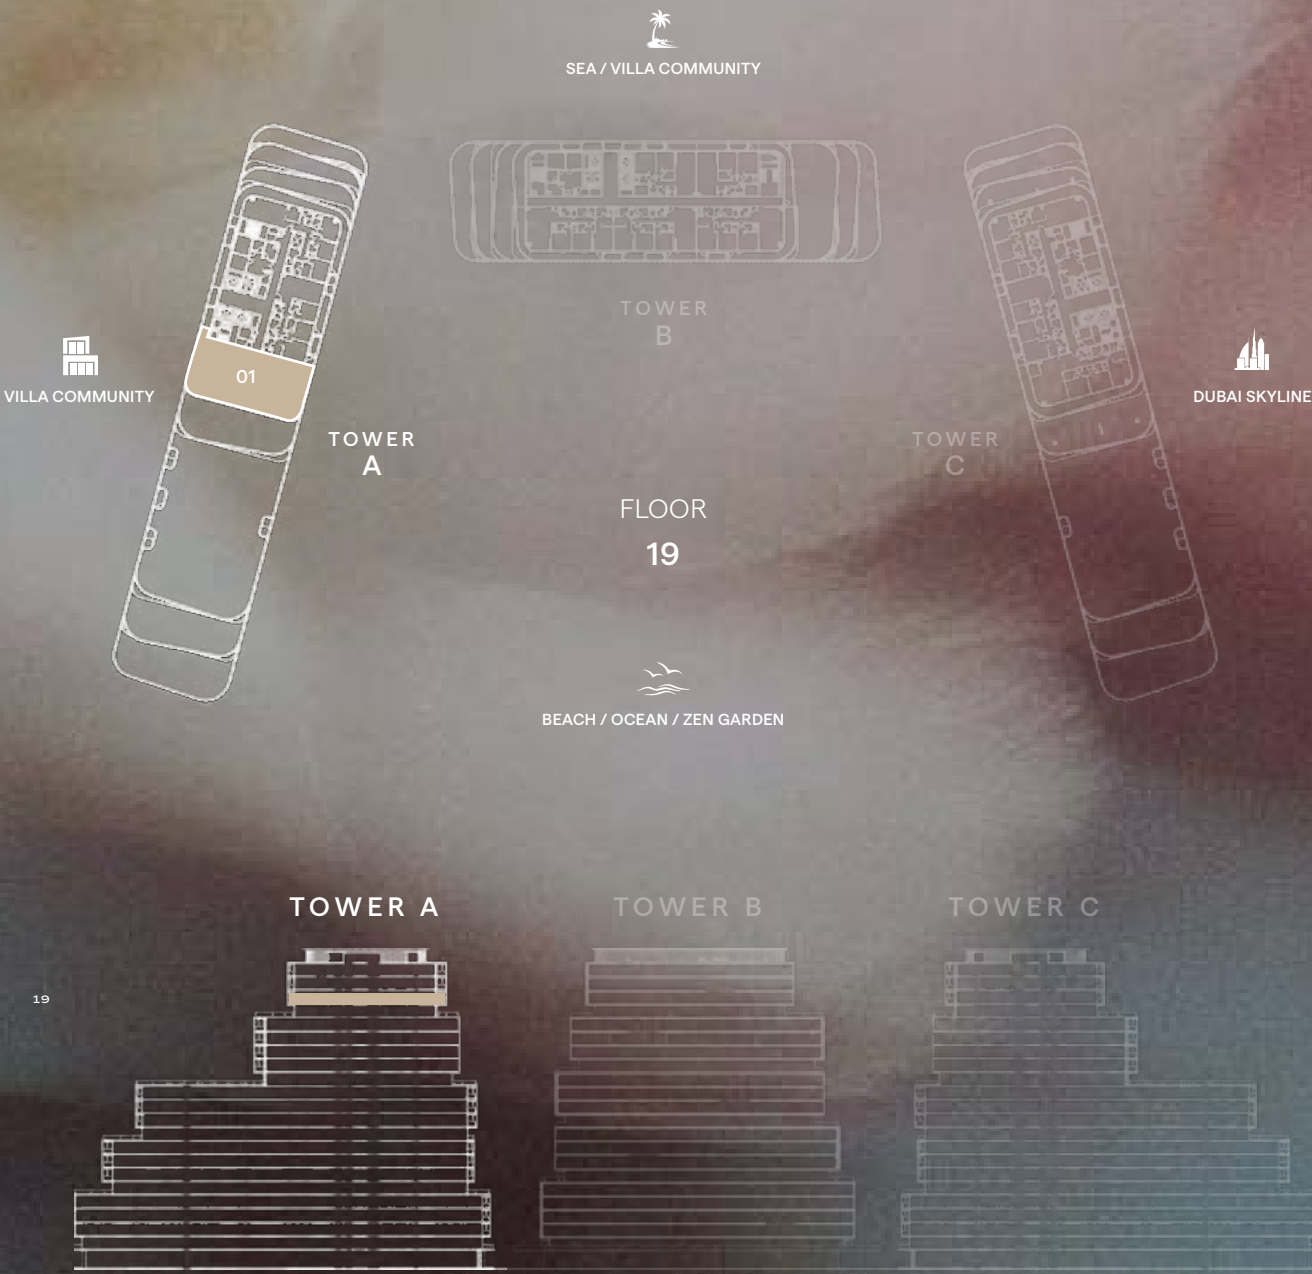 SEA / VILLA COMMUNITY
TOWER
B
VILLA COMMUNITY
01
DUBAI SKYLINE
TOWER
A
TOWER
C
FLOOR
19
BEACH / OCEAN / ZEN GARDEN
TOWER A
TOWER B
TOWER C
19